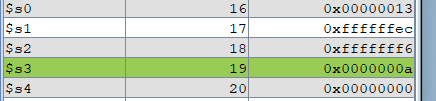 $s0 16 0x00000013
$s1 17 0xffffffec
$s2 18 0xfffffff6
$s3 19 0x0000000a
$s4 20 0x00000000